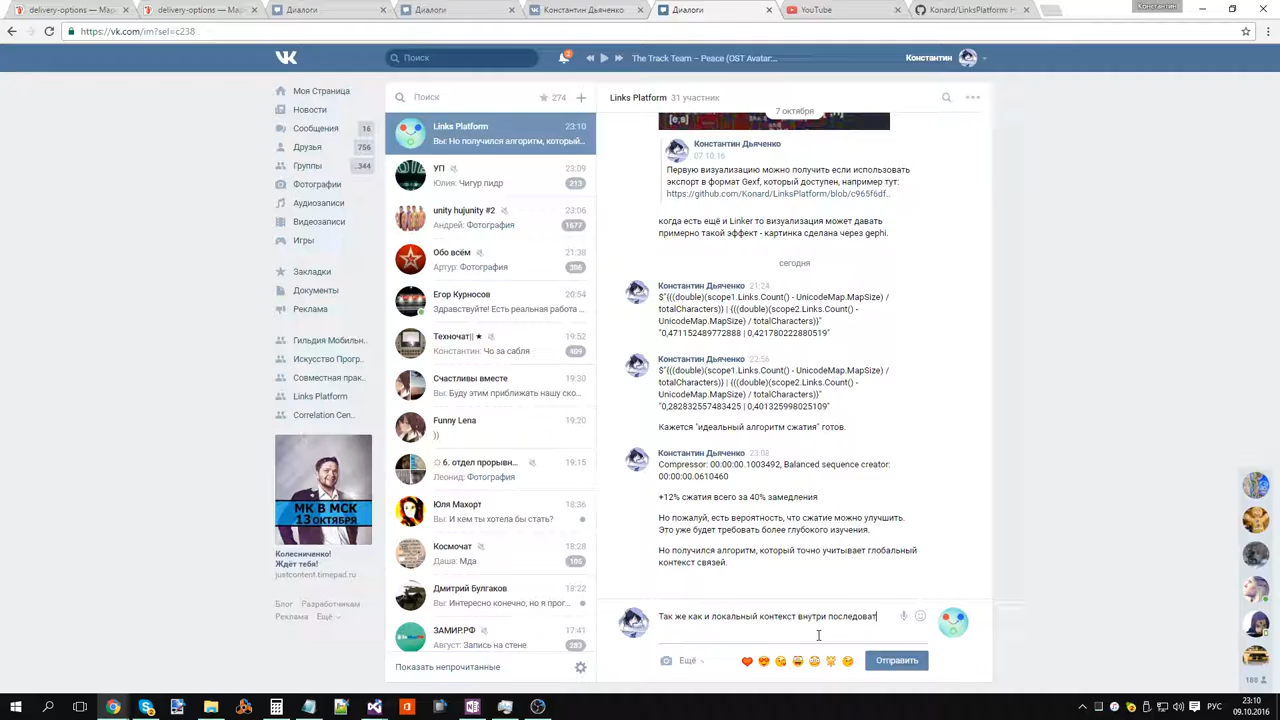 delivery-options — Ма
delivery-options — Ма
Диалоги
Диалоги
Константин Дьяченко
Диалоги
YouTube
Konard/LinksPlatform: H
Константин
https://vk.com/im?sel=c238
Поиск
2
The Track Team – Peace (OST Avatar:...
Константин
Моя Страница
Новости
Сообщения 16
Друзья 756
Группы ..344
Фотографии
Аудиозаписи
Видеозаписи
Игры
Закладки
Документы
Реклама
Гильдия Мобильн..
Искусство Прогр..
Совместная прак..
Links Platform
Correlation Cen..
МК В МСК
13 ОКТЯБРЯ
Колесниченко!
Ждёт тебя!
justcontent.timepad.ru
Блог Разработчикам
Реклама Ещё
Поиск
274
Links Platform 23:10
Вы: Но получился алгоритм, который...
УП 23:09
Юлия: Чигур пидр 213
unity hujunity #2 23:06
Андрей: Фотография 1677
Обо всём 21:38
Артур: Фотография 386
Егор Курносов 20:54
Здравствуйте! Есть реальная работа ...
Техночат|| ★ 19:52
Константин: Чо за сабля 409
Счастливы вместе 19:30
Вы: Буду этим приближать нашу ско...
Funny Lena 19:20
))
6. отдел прорывн... 19:15
Леонид: Фотография
Юля Махорт 18:36
Вы: И кем ты хотела бы стать?
Космочат 18:28
Даша: Мда 106
Дмитрий Булгаков 18:22
Вы: Интересно конечно, но я прог...
ЗАМИР.РФ 17:41
Август: Запись на стене 283
Показать непрочитанные
Links Platform 31 участник
7 октября
[e,s]
Константин Дьяченко
07.10.16
Первую визуализацию можно получить если использовать
экспорт в формат Gexf, который доступен, например тут:
https://github.com/Konard/LinksPlatform/blob/c965f6df..
когда есть ещё и Linker то визуализация может давать
примерно такой эффект - картинка сделана через gephi.
сегодня
Константин Дьяченко 21:24
$"{((double)(scope1.Links.Count() - UnicodeMap.MapSize) /
totalCharacters)} | {((double)(scope2.Links.Count() -
UnicodeMap.MapSize) / totalCharacters)}"
"0,471152489772888 | 0,421780222880519"
Константин Дьяченко 22:56
$"{((double)(scope1.Links.Count() - UnicodeMap.MapSize) /
totalCharacters)} | {((double)(scope2.Links.Count() -
UnicodeMap.MapSize) / totalCharacters)}"
"0,282832557483425 | 0,401325998025109"
Кажется "идеальный алгоритм сжатия" готов.
Константин Дьяченко 23:08
Compressor: 00:00:00.1003492, Balanced sequence creator:
00:00:00.0610460
+12% сжатия всего за 40% замедления
Но пожалуй, есть вероятность, что сжатие можно улучшить.
Это уже будет требовать более глубокого изучения.
Но получился алгоритм, который точно учитывает глобальный
контекст связей.
Так же как и локальный контекст внутри последоват
Ещё
Отправить
188
РУС
23:10
09.10.2016